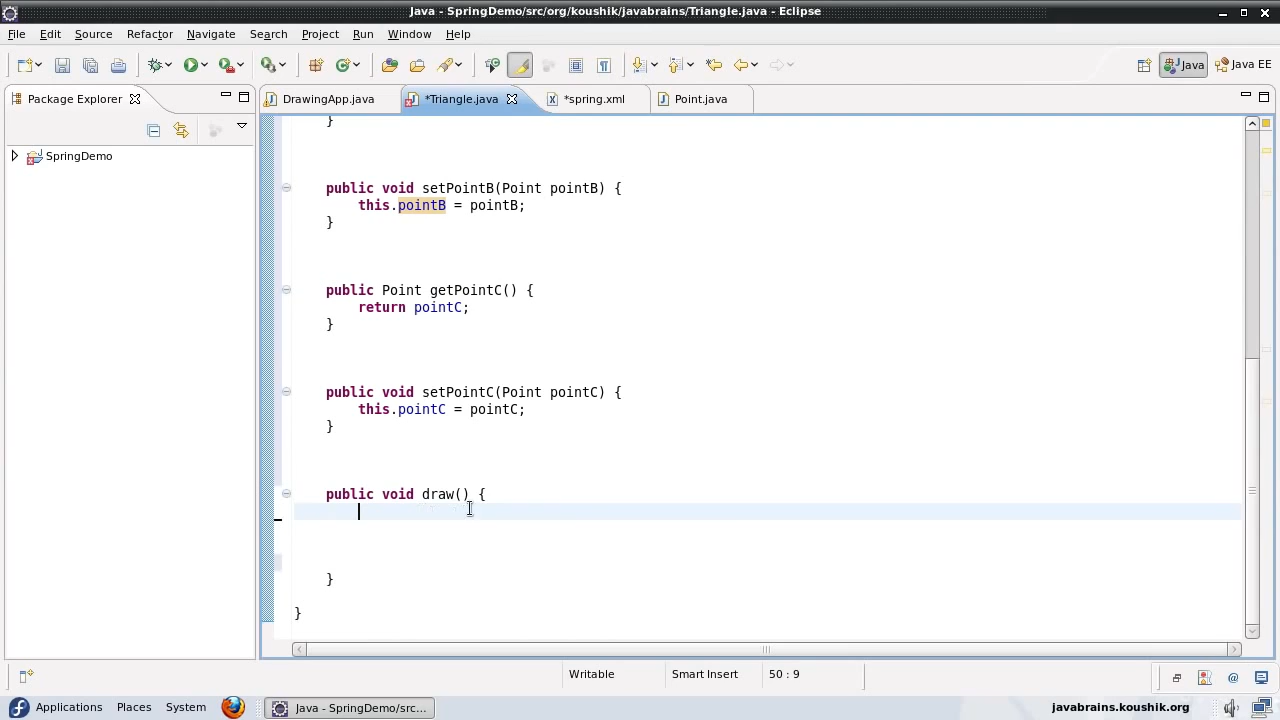 Java - SpringDemo/src/org/koushik/javabrains/Triangle.java - Eclipse
File Edit Source Refactor Navigate Search Project Run Window Help
Java Java EE
Package Explorer
DrawingApp.java *Triangle.java *spring.xml Point.java
SpringDemo
}
public void setPointB(Point pointB) {
this.pointB = pointB;
}
public Point getPointC() {
return pointC;
}
public void setPointC(Point pointC) {
this.pointC = pointC;
}
public void draw() {
}
}
Writable Smart Insert 50 : 9
Applications Places System Java - SpringDemo/src... javabrains.koushik.org